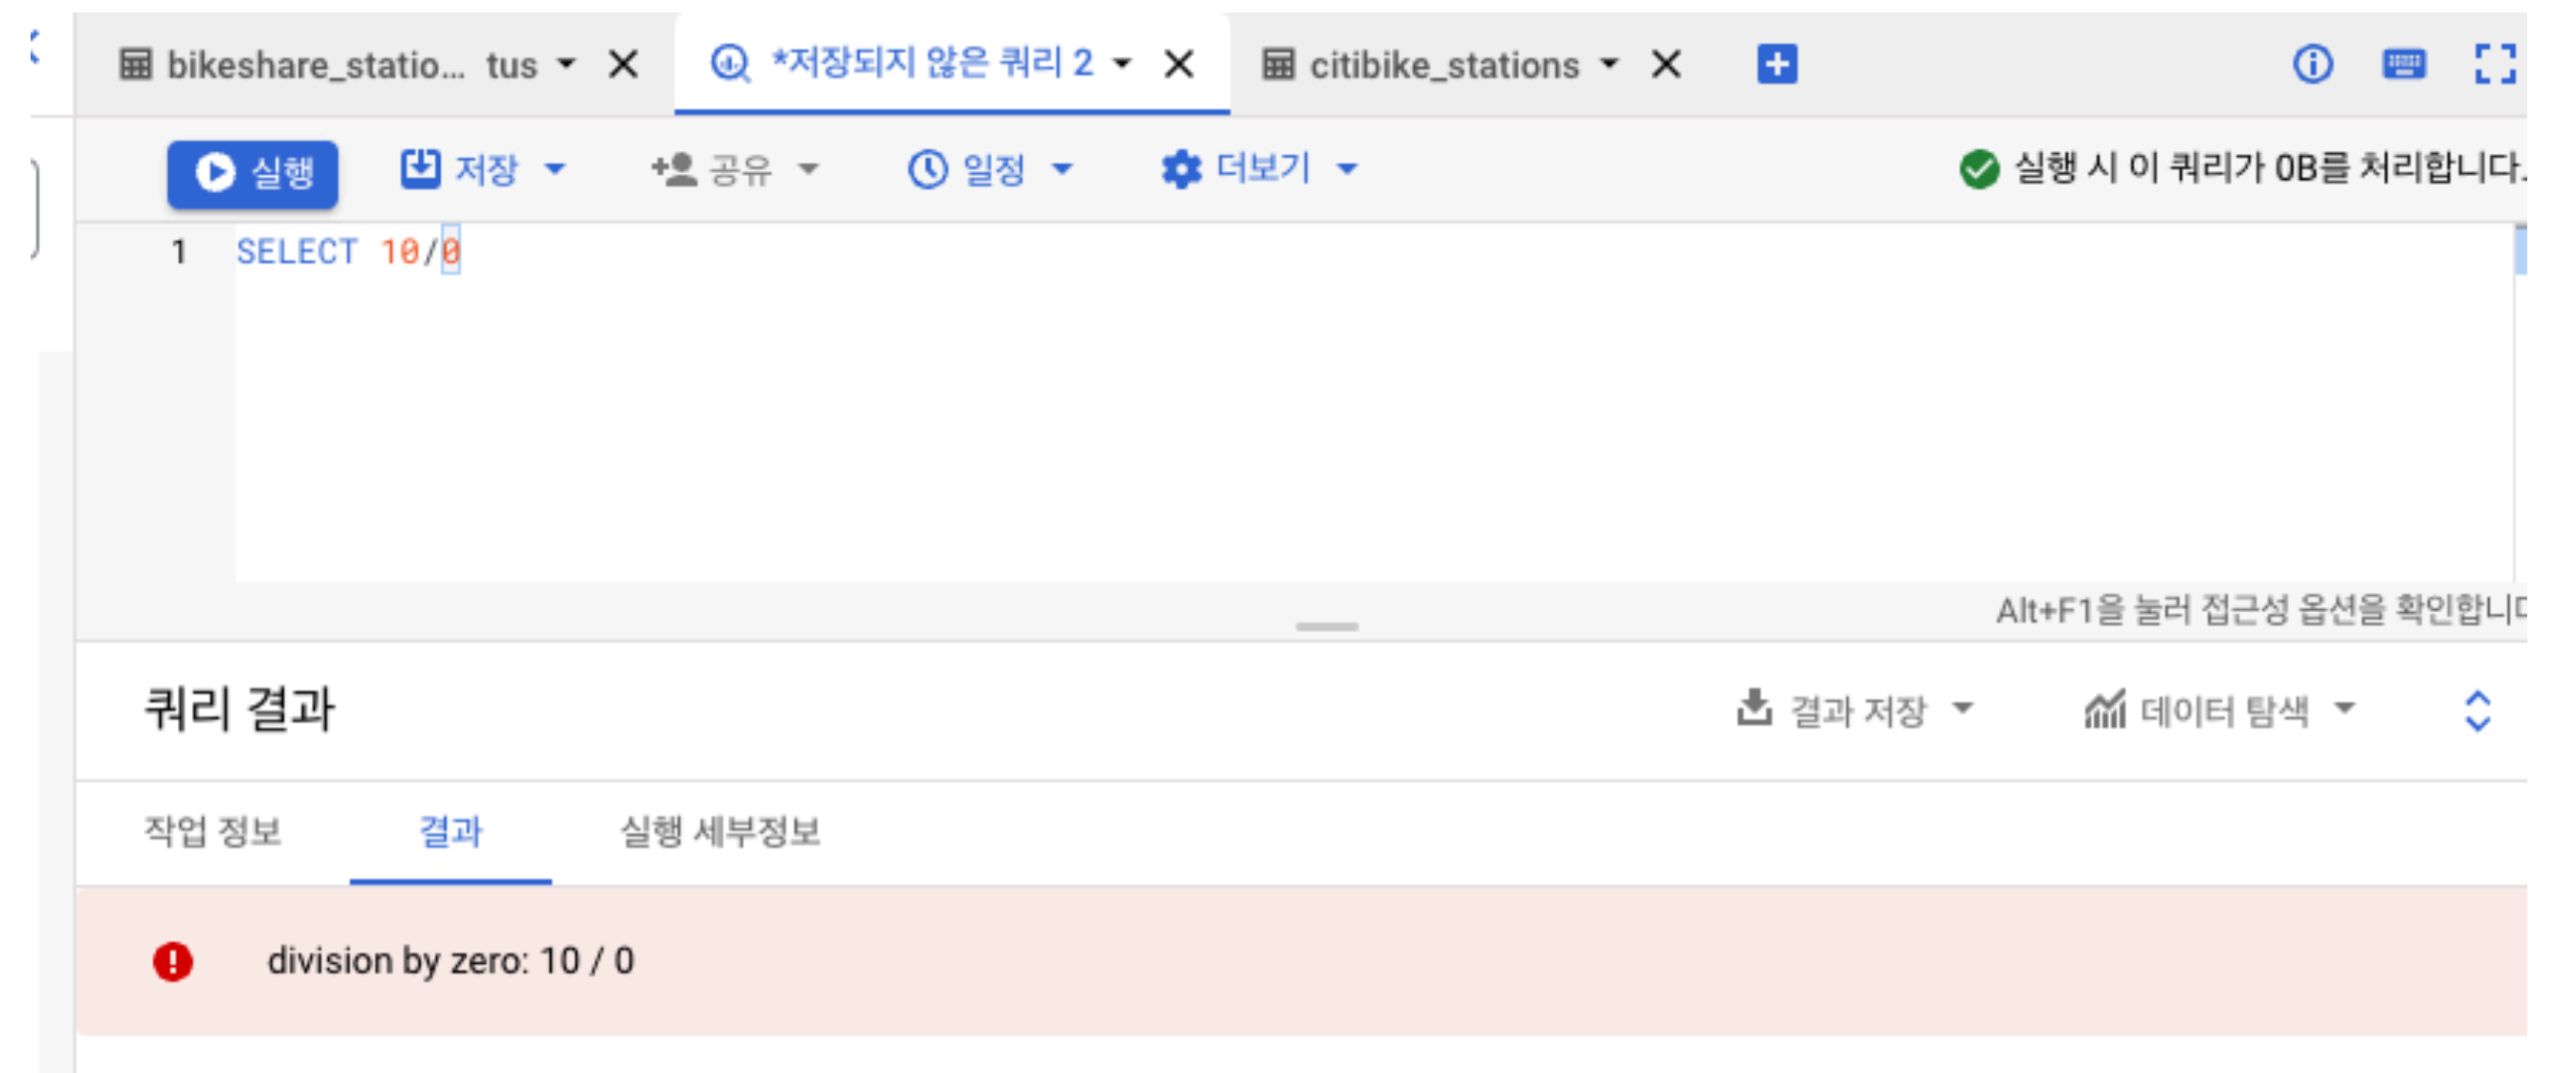 bikeshare_statio... tus
*저장되지 않은 쿼리 2
citibike_stations
실행
저장
공유
일정
더보기
실행 시 이 쿼리가 0B를 처리합니다.
1 SELECT 10/0
Alt+F1을 눌러 접근성 옵션을 확인합니다
쿼리 결과
결과 저장
데이터 탐색
작업 정보
결과
실행 세부정보
division by zero: 10 / 0